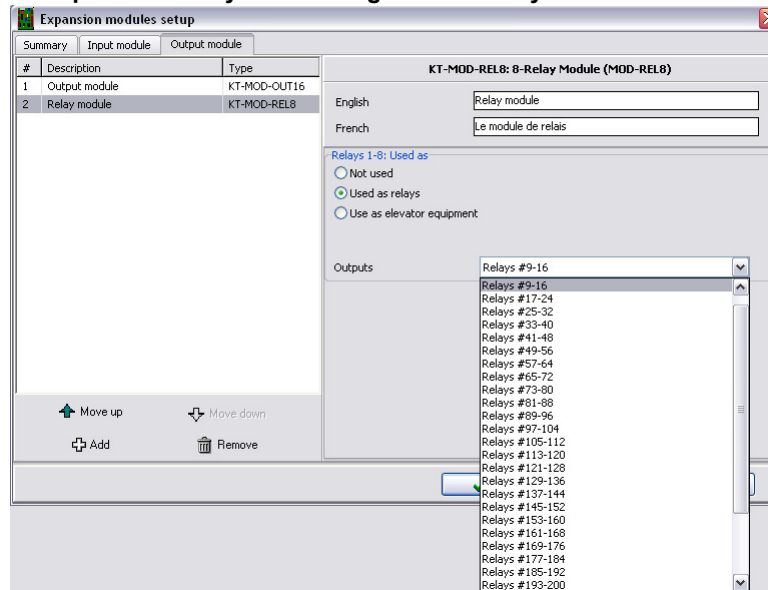 Expansion modules setup
Summary Input module Output module
# Description Type
1 Output module KT-MOD-OUT16
2 Relay module KT-MOD-REL8
Move up Move down
Add Remove
KT-MOD-REL8: 8-Relay Module (MOD-REL8)
English Relay module
French Le module de relais
Relays 1-8: Used as
Not used
Used as relays
Use as elevator equipment
Outputs Relays #9-16
Relays #9-16
Relays #17-24
Relays #25-32
Relays #33-40
Relays #41-48
Relays #49-56
Relays #57-64
Relays #65-72
Relays #73-80
Relays #81-88
Relays #89-96
Relays #97-104
Relays #105-112
Relays #113-120
Relays #121-128
Relays #129-136
Relays #137-144
Relays #145-152
Relays #153-160
Relays #161-168
Relays #169-176
Relays #177-184
Relays #185-192
Relays #193-200